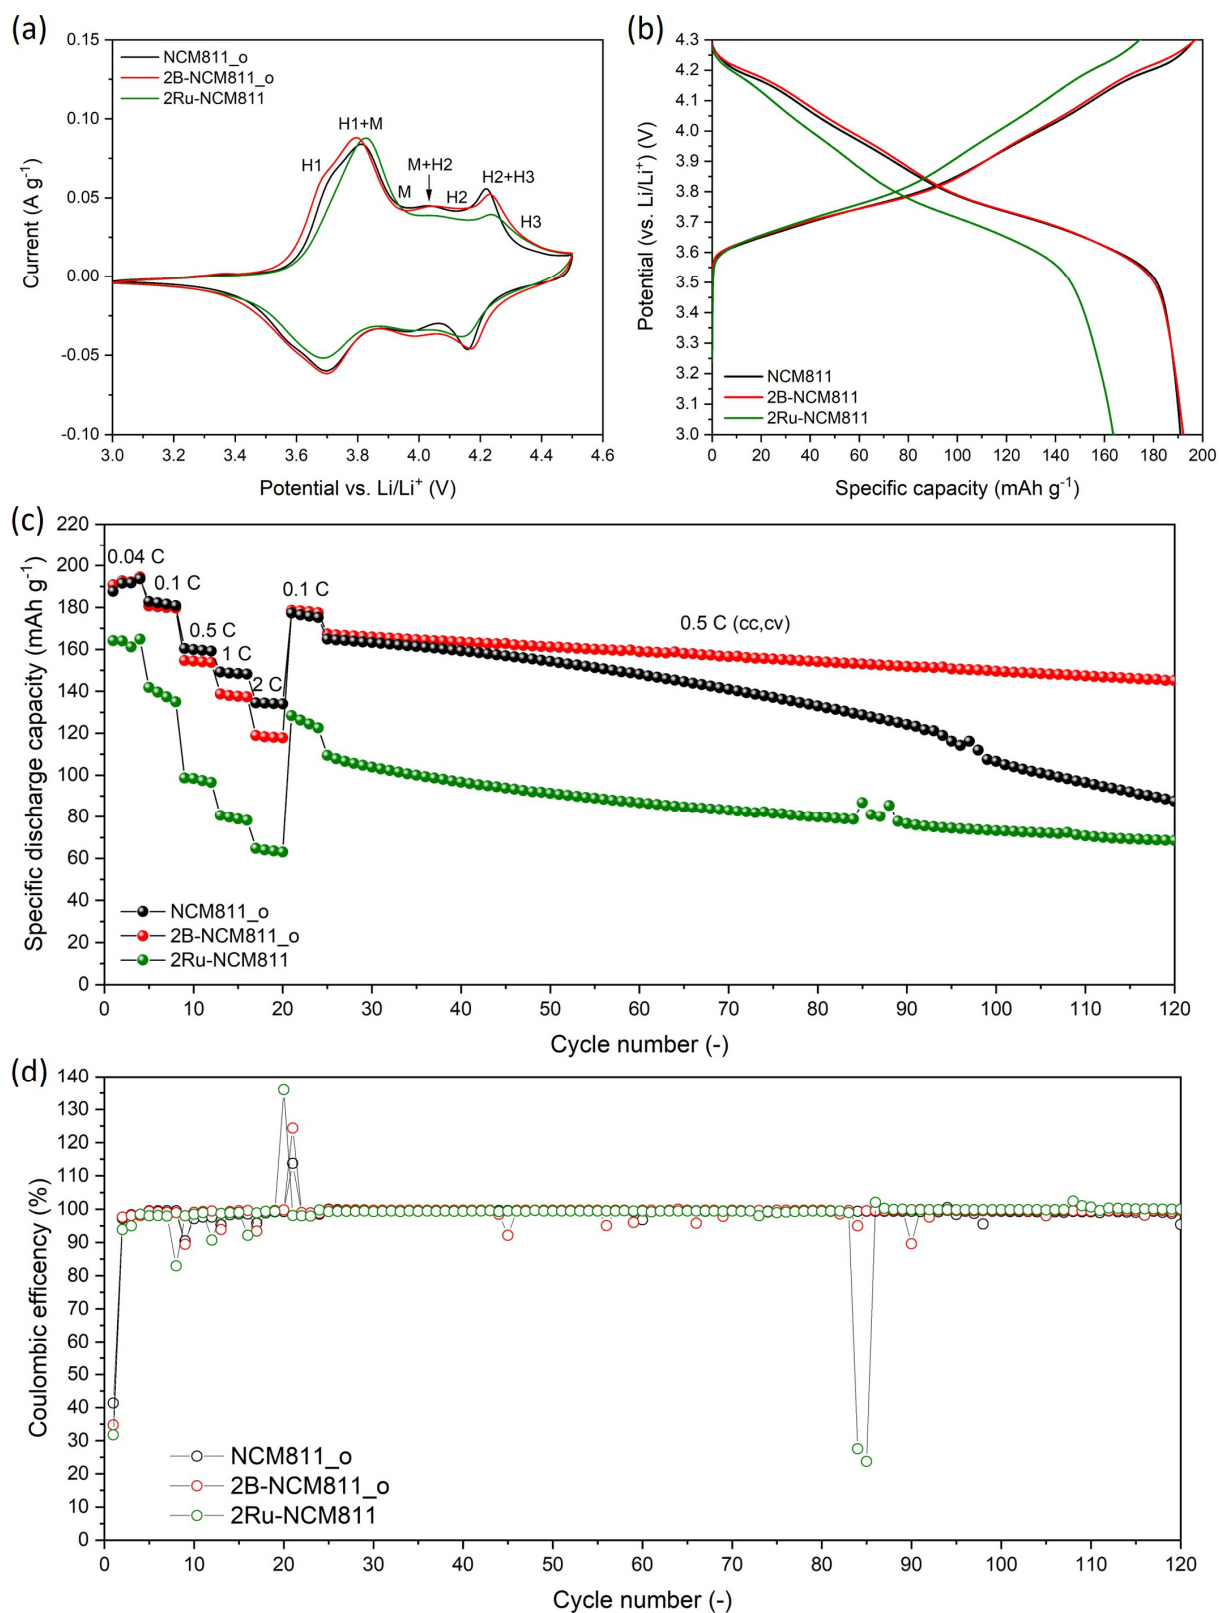 (a)
0.15
0.10
0.05
0.00
-0.05
-0.10
Current (A g-1)
NCM811_o
2B-NCM811_o
2Ru-NCM811
H1+M
H1
M+H2
M
H2
H2+H3
H3
3.0 3.2 3.4 3.6 3.8 4.0 4.2 4.4 4.6
Potential vs. Li/Li+ (V)
(b)
4.3
4.2
4.1
4.0
3.9
3.8
3.7
3.6
3.5
3.4
3.3
3.2
3.1
3.0
Potential (vs. Li/Li+) (V)
NCM811
2B-NCM811
2Ru-NCM811
0 20 40 60 80 100 120 140 160 180 200
Specific capacity (mAh g-1)
(c)
220
200
180
160
140
120
100
80
60
40
20
0
Specific discharge capacity (mAh g-1)
0.04 C
0.1 C
0.5 C
1 C
2 C
0.1 C
0.5 C (cc,cv)
NCM811_o
2B-NCM811_o
2Ru-NCM811
0 10 20 30 40 50 60 70 80 90 100 110 120
Cycle number (-)
(d)
140
130
120
110
100
90
80
70
60
50
40
30
20
10
0
Coulombic efficency (%)
NCM811_o
2B-NCM811_o
2Ru-NCM811
0 10 20 30 40 50 60 70 80 90 100 110 120
Cycle number (-)